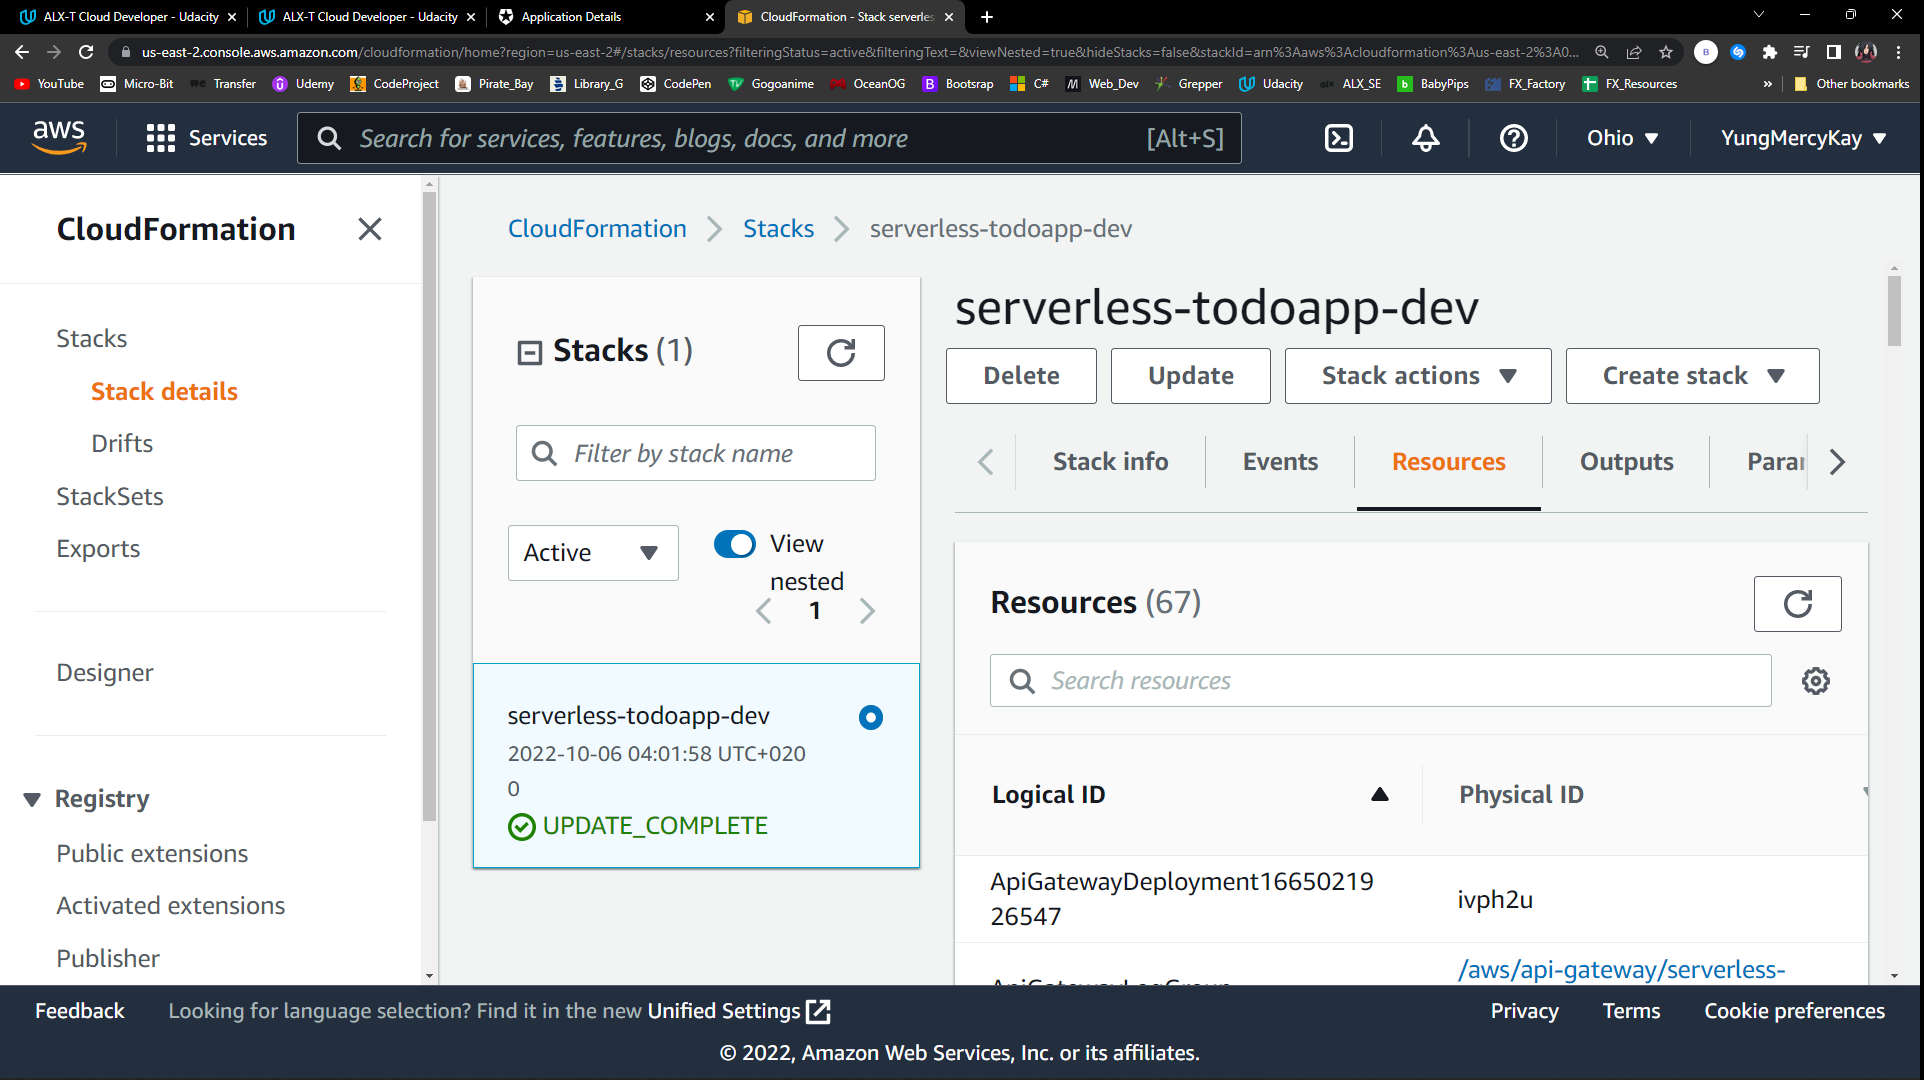 ALX-T Cloud Developer - Udacity
ALX-T Cloud Developer - Udacity
Application Details
CloudFormation - Stack serverles
us-east-2.console.aws.amazon.com/cloudformation/home?region=us-east-2#/stacks/resources?filteringStatus=active&filteringText=&viewNested=true&hideStacks=false&stackId=arn%3Aaws%3Acloudformation%3Aus-east-2%3A0...
YouTube
Micro-Bit
Transfer
Udemy
CodeProject
Pirate_Bay
Library_G
CodePen
Gogoanime
OceanOG
Bootsrap
C#
Web_Dev
Grepper
Udacity
ALX_SE
BabyPips
FX_Factory
FX_Resources
»
Other bookmarks
aws
Services
Search for services, features, blogs, docs, and more
[Alt+S]
Ohio
YungMercyKay
CloudFormation
Stacks
Stack details
Drifts
StackSets
Exports
Designer
Registry
Public extensions
Activated extensions
Publisher
CloudFormation
Stacks
serverless-todoapp-dev
Stacks (1)
Filter by stack name
Active
View
nested
1
serverless-todoapp-dev
2022-10-06 04:01:58 UTC+020
0
UPDATE_COMPLETE
serverless-todoapp-dev
Delete
Update
Stack actions
Create stack
Stack info
Events
Resources
Outputs
Parar
Resources (67)
Search resources
Logical ID
Physical ID
ApiGatewayDeployment16650219
26547
ivph2u
ApiGatewayLogGroup
/aws/api-gateway/serverless-
Feedback
Looking for language selection? Find it in the new Unified Settings
Privacy
Terms
Cookie preferences
© 2022, Amazon Web Services, Inc. or its affiliates.